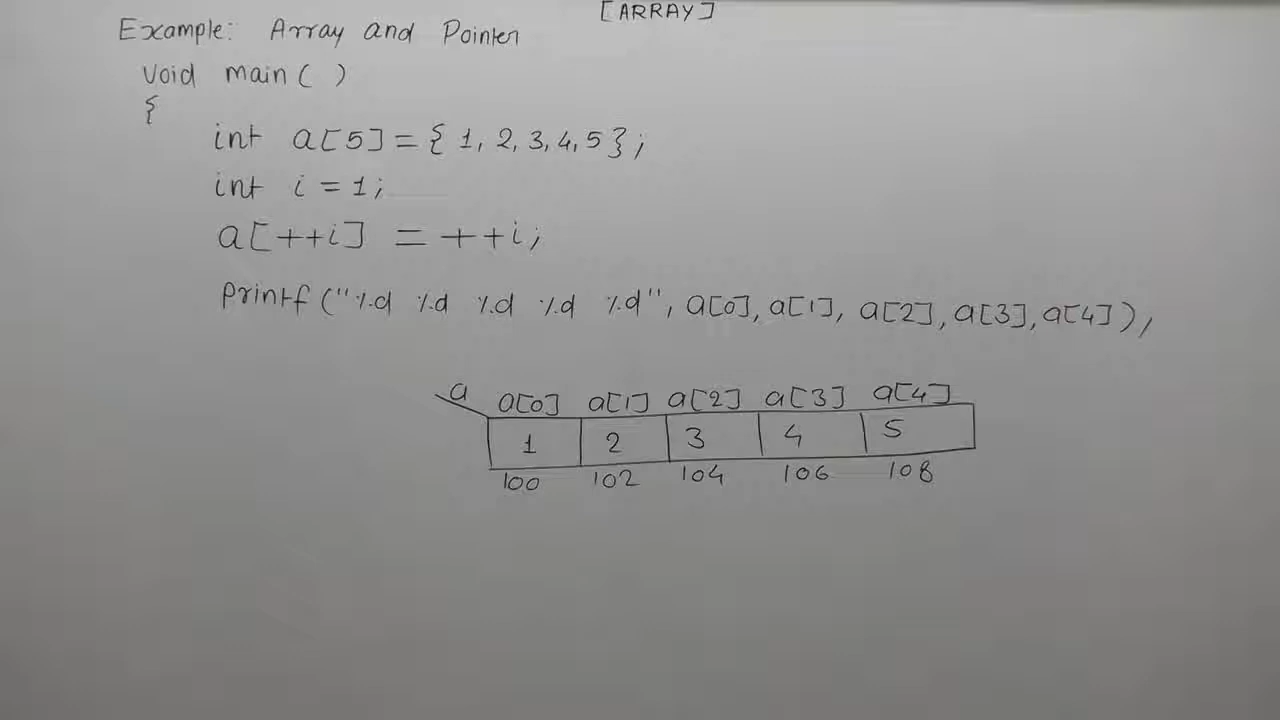 [ARRAY]
Example: Array and Pointer
void main( )
{
int a[5]={ 1, 2, 3, 4, 5 };
int i = 1;
a[++i] = ++i;
printf ("%d %d %d %d %d", a[0], a[1], a[2], a[3], a[4]);
a a[0] a[1] a[2] a[3] a[4]
1 2 3 4 5
100 102 104 106 108